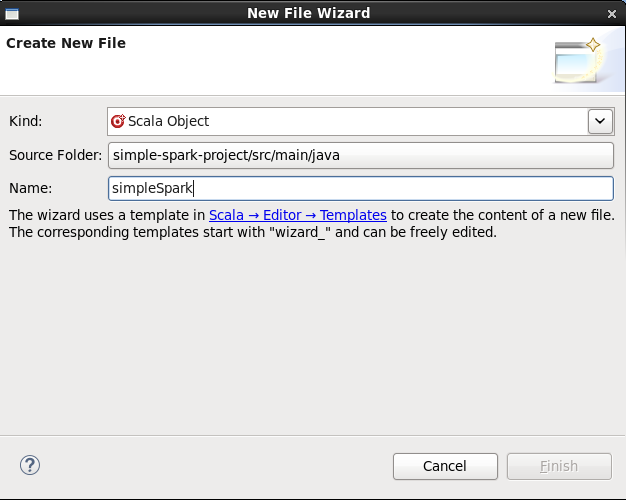 New File Wizard
Create New File
Kind: Scala Object
Source Folder: simple-spark-project/src/main/java
Name: simpleSpark
The wizard uses a template in Scala → Editor → Templates to create the content of a new file.
The corresponding templates start with "wizard_" and can be freely edited.
? Cancel Finish